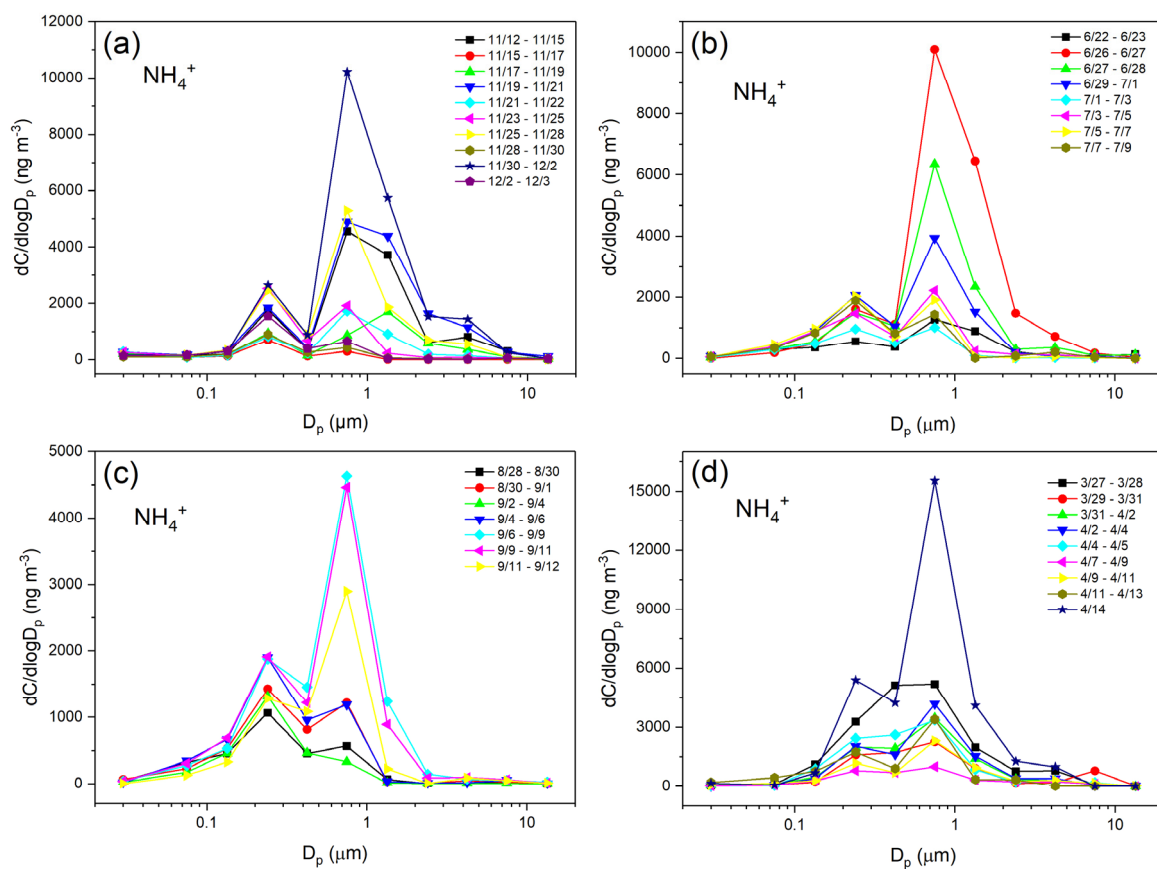 (a)
NH4+
11/12 - 11/15
11/15 - 11/17
11/17 - 11/19
11/19 - 11/21
11/21 - 11/22
11/23 - 11/25
11/25 - 11/28
11/28 - 11/30
11/30 - 12/2
12/2 - 12/3
12000
10000
8000
6000
4000
2000
0
dC/dlogDp (ng m-3)
0.1
1
10
Dp (µm)
(b)
NH4+
6/22 - 6/23
6/26 - 6/27
6/27 - 6/28
6/29 - 7/1
7/1 - 7/3
7/3 - 7/5
7/5 - 7/7
7/7 - 7/9
10000
8000
6000
4000
2000
0
dC/dlogDp (ng m-3)
0.1
1
10
Dp (µm)
(c)
NH4+
8/28 - 8/30
8/30 - 9/1
9/2 - 9/4
9/4 - 9/6
9/6 - 9/9
9/9 - 9/11
9/11 - 9/12
5000
4000
3000
2000
1000
0
dC/dlogDp (ng m-3)
0.1
1
10
Dp (µm)
(d)
NH4+
3/27 - 3/28
3/29 - 3/31
3/31 - 4/2
4/2 - 4/4
4/4 - 4/5
4/7 - 4/9
4/9 - 4/11
4/11 - 4/13
4/14
15000
12000
9000
6000
3000
0
dC/dlogDp (ng m-3)
0.1
1
10
Dp (µm)